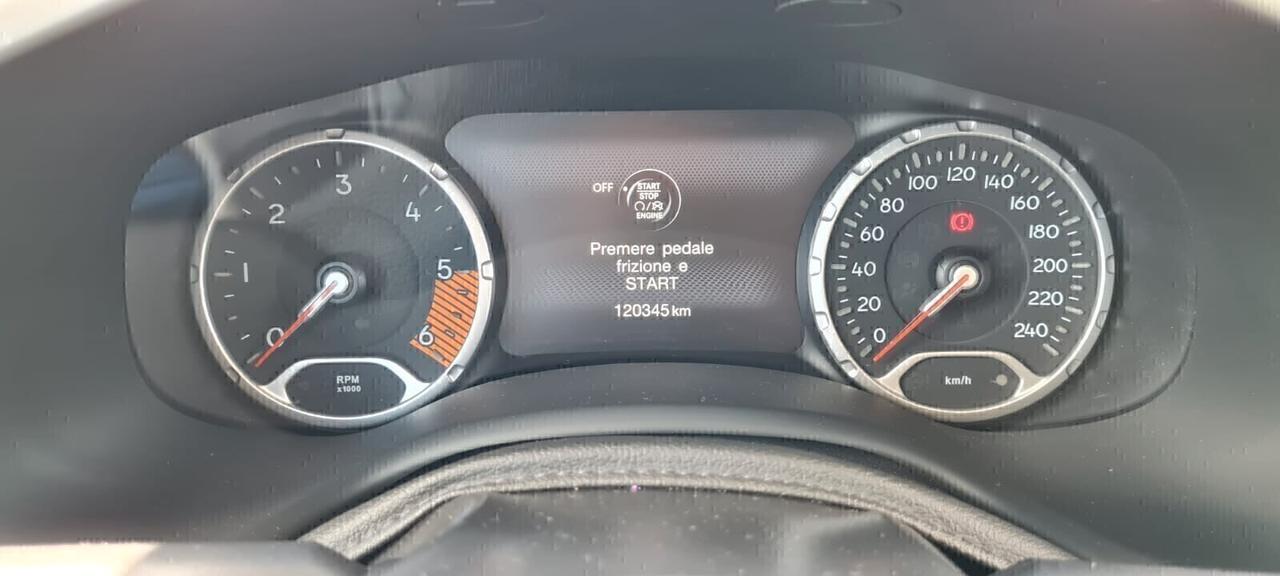 0
1
2
3
4
5
6
RPM
x1000
OFF
START
STOP
ENGINE
Premere pedale
frizione e
START
120345 km
0
20
40
60
80
100
120
140
160
180
200
220
240
km/h